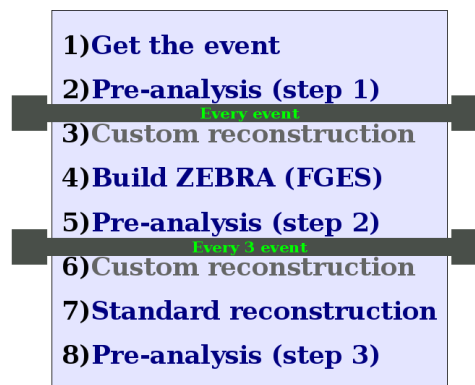 1)Get the event
2)Pre-analysis (step 1)
Every event
3)Custom reconstruction
4)Build ZEBRA (FGES)
5)Pre-analysis (step 2)
Every 3 event
6)Custom reconstruction
7)Standard reconstruction
8)Pre-analysis (step 3)